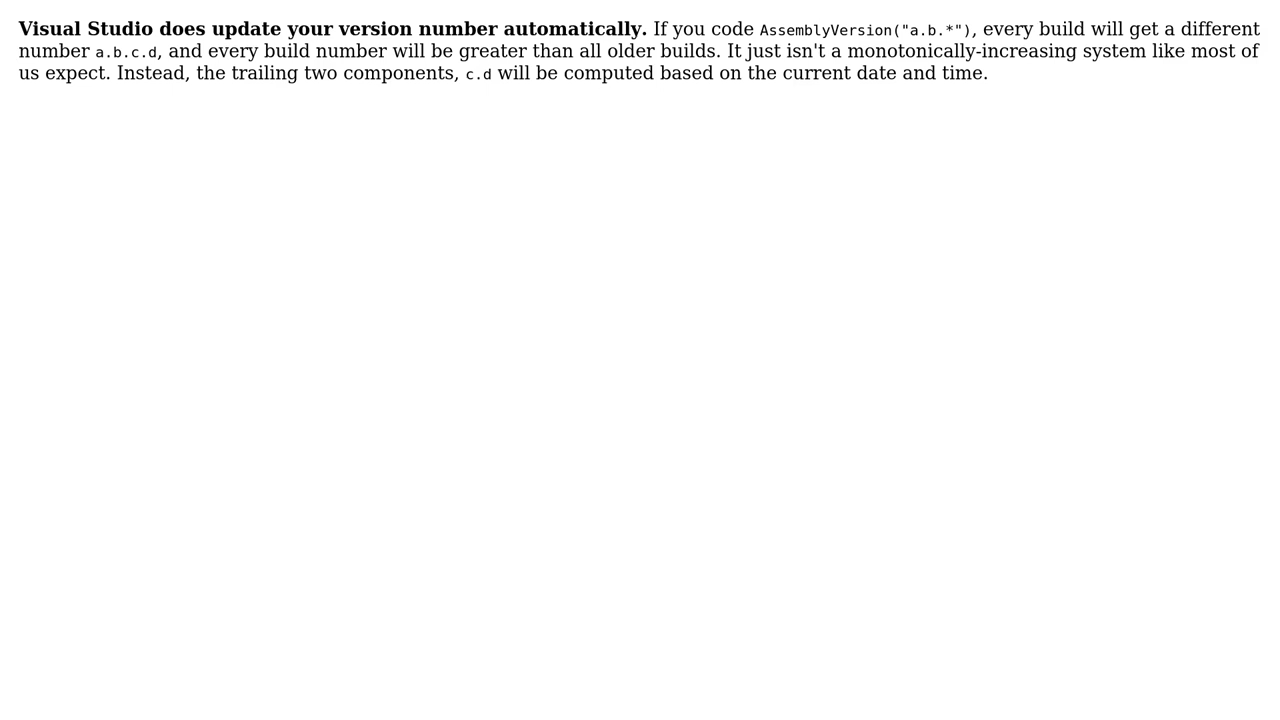 Visual Studio does update your version number automatically. If you code AssemblyVersion("a.b.*"), every build will get a different
number a.b.c.d, and every build number will be greater than all older builds. It just isn't a monotonically-increasing system like most of
us expect. Instead, the trailing two components, c.d will be computed based on the current date and time.